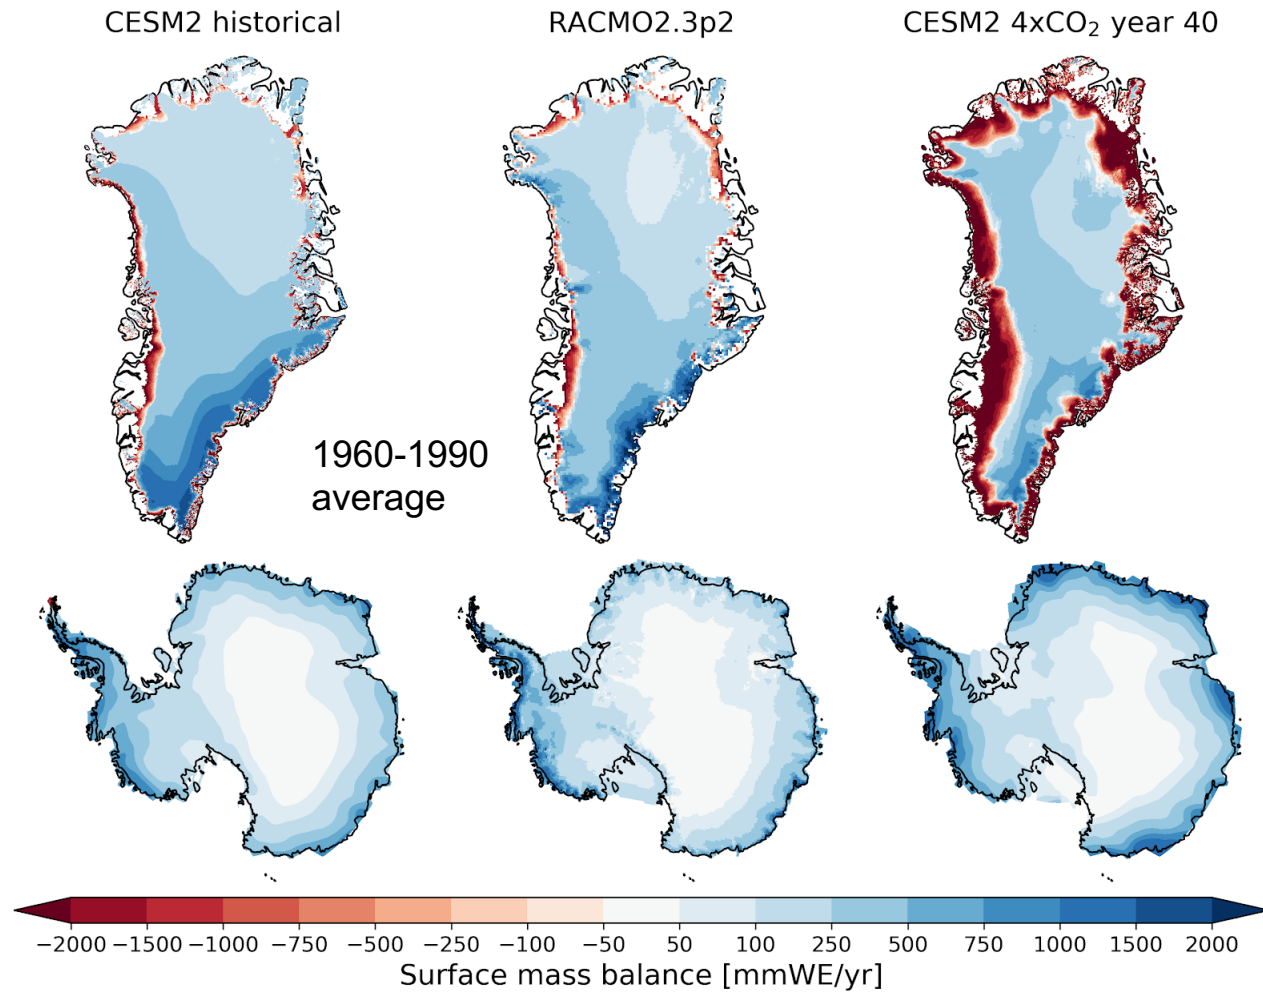 CESM2 historical
RACMO2.3p2
CESM2 4xCO₂ year 40
1960-1990
average
−2000 −1500 −1000 −750 −500 −250 −100 −50 50 100 250 500 750 1000 1500 2000
Surface mass balance [mmWE/yr]